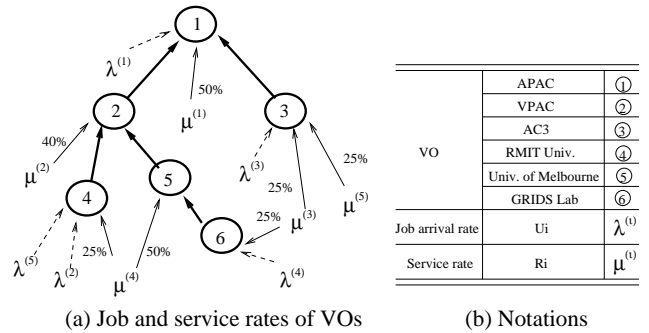 1
λ(1)
50%
μ(1)
2
3
40%
μ(2)
λ(3)
25%
25%
μ(5)
5
4
25%
μ(3)
6
25%
50%
λ(5)
λ(2)
μ(4)
λ(4)
(a) Job and service rates of VOs
VO
APAC ①
VPAC ②
AC3 ③
RMIT Univ. ④
Univ. of Melbourne ⑤
GRIDS Lab ⑥
Job arrival rate Ui λ(ι)
Service rate Ri μ(ι)
(b) Notations